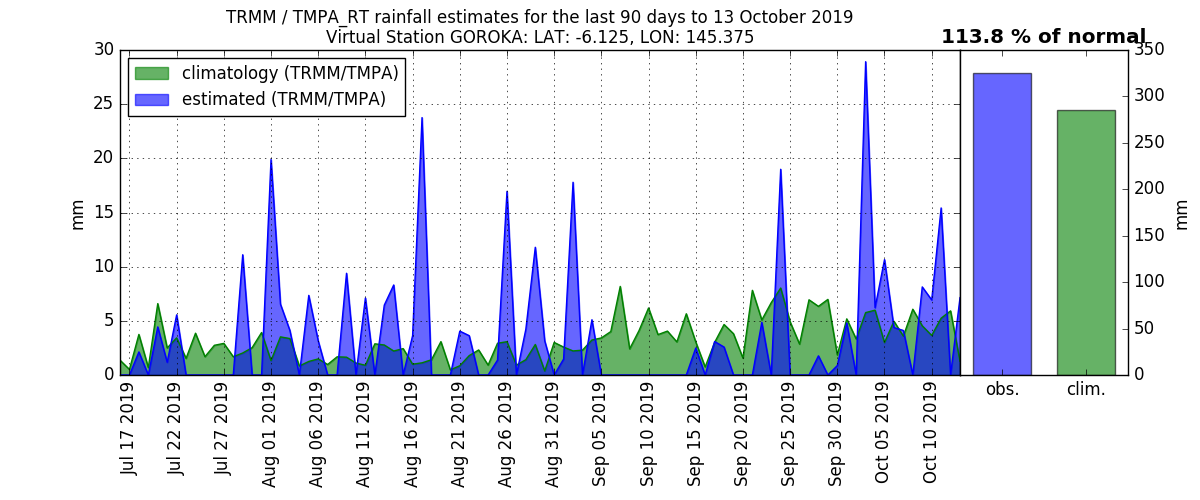 TRMM / TMPA_RT rainfall estimates for the last 90 days to 13 October 2019
Virtual Station GOROKA: LAT: -6.125, LON: 145.375
113.8 % of normal
climatology (TRMM/TMPA)
estimated (TRMM/TMPA)
30
25
20
15
10
5
0
mm
350
300
250
200
150
100
50
0
mm
Jul 17 2019
Jul 22 2019
Jul 27 2019
Aug 01 2019
Aug 06 2019
Aug 11 2019
Aug 16 2019
Aug 21 2019
Aug 26 2019
Aug 31 2019
Sep 05 2019
Sep 10 2019
Sep 15 2019
Sep 20 2019
Sep 25 2019
Sep 30 2019
Oct 05 2019
Oct 10 2019
obs.
clim.